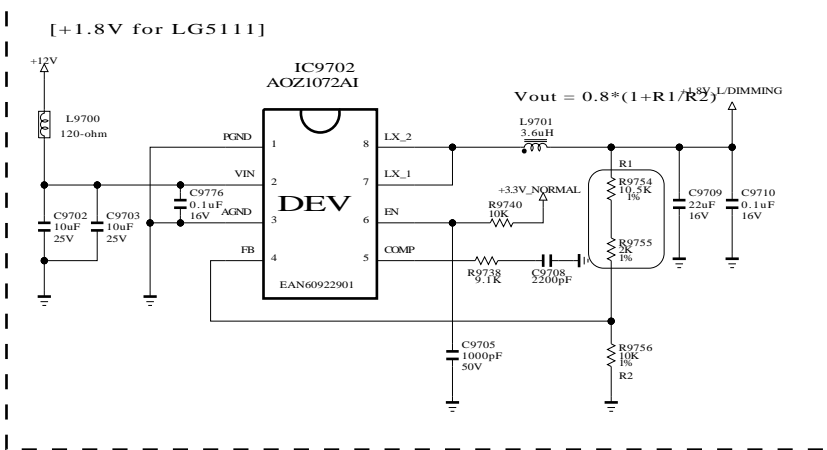 [+1.8V for LG5111]
+12V
L9700
120-ohm
IC9702
AOZ1072AI
Vout = 0.8*(1+R1/R2)
+1.8V_L/DIMMING
L9701
3.6uH
PGND
1
8
LX_2
VIN
2
7
LX_1
AGND
3
6
EN
FB
4
5
COMP
DEV
EAN60922901
C9702
10uF
25V
C9703
10uF
25V
C9776
0.1uF
16V
+3.3V_NORMAL
R9740
10K
R9738
9.1K
C9708
2200pF
C9705
1000pF
50V
R1
R9754
10.5K
1%
R9755
2K
1%
C9709
22uF
16V
C9710
0.1uF
16V
R9756
10K
1%
R2